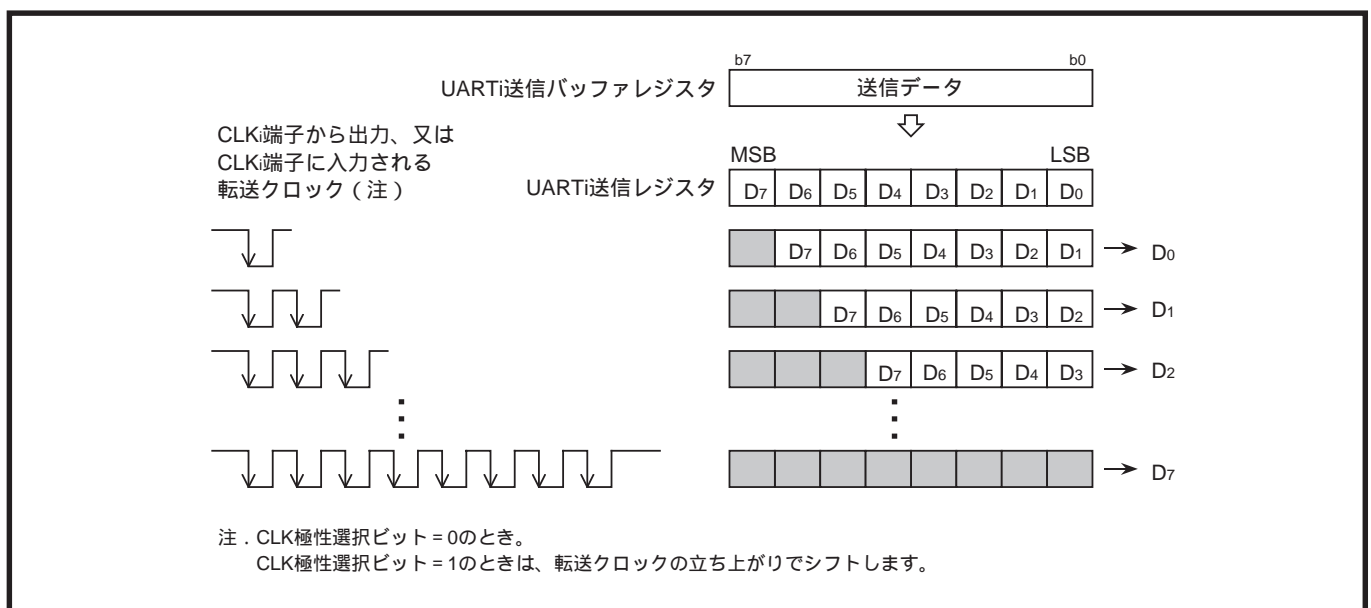 b7 b0
UARTi送信バッファレジスタ 送信データ
CLKi端子から出力、又は
CLKi端子に入力される
転送クロック(注)
MSB LSB
UARTi送信レジスタ D7 D6 D5 D4 D3 D2 D1 D0
D7 D6 D5 D4 D3 D2 D1 → D0
D7 D6 D5 D4 D3 D2 → D1
D7 D6 D5 D4 D3 → D2
→ D7
注.CLK極性選択ビット=0のとき。
CLK極性選択ビット=1のときは、転送クロックの立ち上がりでシフトします。